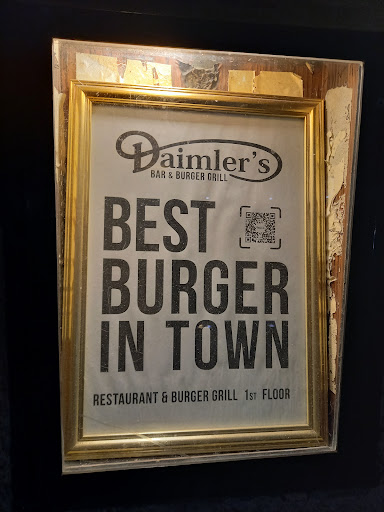 Daimler's
BAR & BURGER GRILL
BEST
BURGER
IN TOWN
RESTAURANT & BURGER GRILL 1ST FLOOR